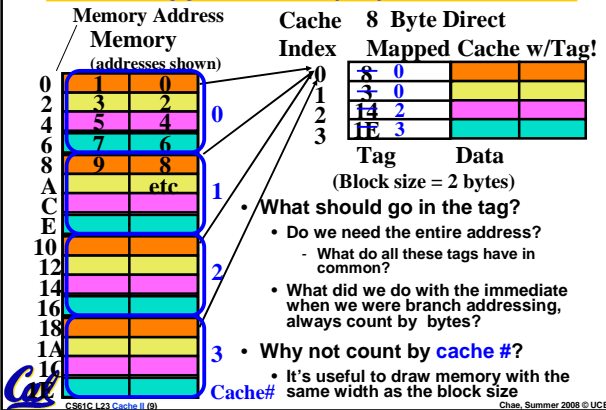 Memory Address
Memory
(addresses shown)
0 1 0
2 3 2
4 5 4
6 7 6
8 9 8
A etc
C
E
10
12
14
16
18
1A
1C
0
1
2
3
Cache#
Cache
Index
0
1
2
3
8 Byte Direct
Mapped Cache w/Tag!
8 0
3 0
14 2
1E 3
Tag Data
(Block size = 2 bytes)
• What should go in the tag?
• Do we need the entire address?
- What do all these tags have in
common?
• What did we do with the immediate
when we were branch addressing,
always count by bytes?
• Why not count by cache #?
• It's useful to draw memory with the
same width as the block size
Cal
CS61C L23 Cache II (9)
Chae, Summer 2008 © UCB